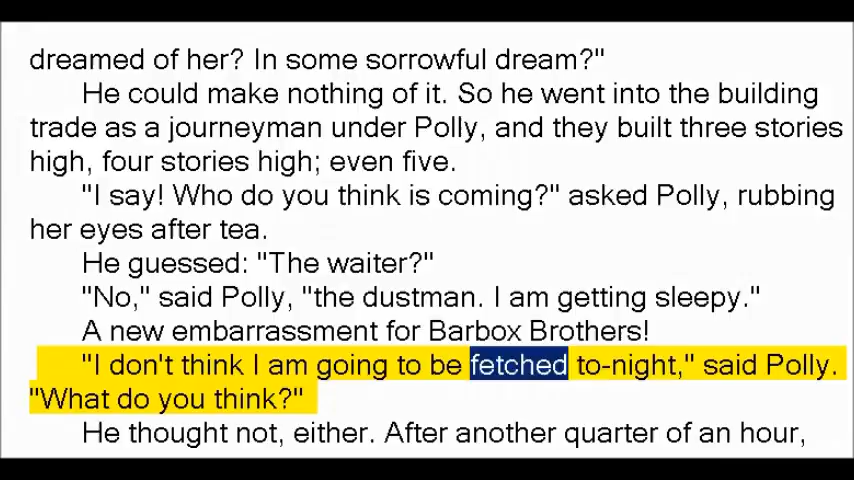 dreamed of her? In some sorrowful dream?"
He could make nothing of it. So he went into the building
trade as a journeyman under Polly, and they built three stories
high, four stories high; even five.
"I say! Who do you think is coming?" asked Polly, rubbing
her eyes after tea.
He guessed: "The waiter?"
"No," said Polly, "the dustman. I am getting sleepy."
A new embarrassment for Barbox Brothers!
"I don't think I am going to be fetched to-night," said Polly.
"What do you think?"
He thought not, either. After another quarter of an hour,